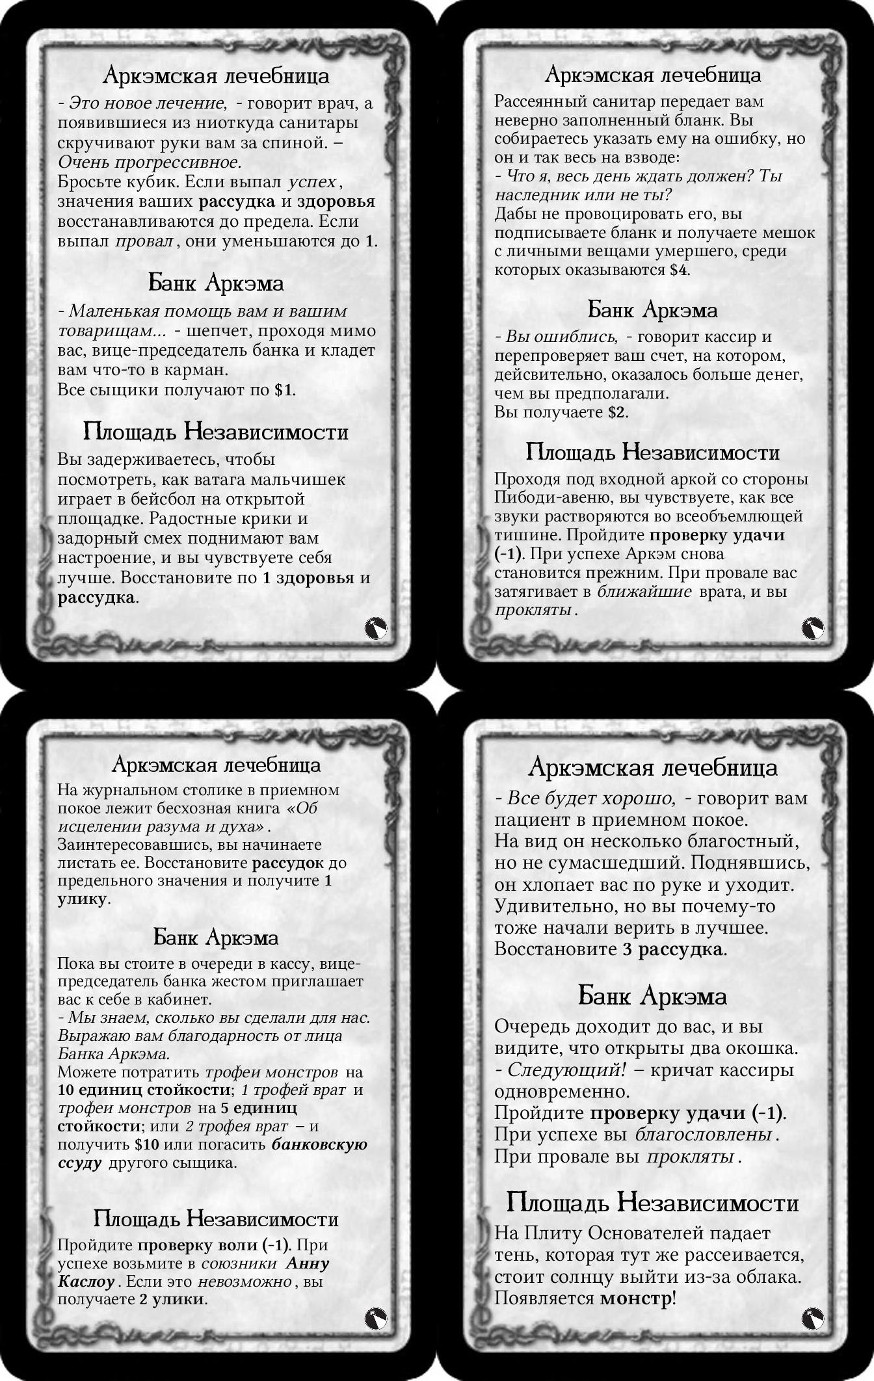 Аркэмская лечебница
- Это новое лечение, - говорит врач, а
появившиеся из ниоткуда санитары
скручивают руки вам за спиной. –
Очень прогрессивное.
Бросьте кубик. Если выпал успех,
значения ваших рассудка и здоровья
восстанавливаются до предела. Если
выпал провал, они уменьшаются до 1.
Банк Аркэма
- Маленькая помощь вам и вашим
товарищам... - шепчет, проходя мимо
вас, вице-председатель банка и кладет
вам что-то в карман.
Все сыщики получают по $1.
Площадь Независимости
Вы задерживаетесь, чтобы
посмотреть, как ватага мальчишек
играет в бейсбол на открытой
площадке. Радостные крики и
задорный смех поднимают вам
настроение, и вы чувствуете себя
лучше. Восстановите по 1 здоровья и
рассудка.
Аркэмская лечебница
Рассеянный санитар передает вам
неверно заполненный бланк. Вы
собираетесь указать ему на ошибку, но
он и так весь на взводе:
- Что я, весь день ждать должен? Ты
наследник или не ты?
Дабы не провоцировать его, вы
подписываете бланк и получаете мешок
с личными вещами умершего, среди
которых оказываются $4.
Банк Аркэма
- Вы ошиблись, - говорит кассир и
перепроверяет ваш счет, на котором,
дейсвительно, оказалось больше денег,
чем вы предполагали.
Вы получаете $2.
Площадь Независимости
Проходя под входной аркой со стороны
Пибоди-авеню, вы чувствуете, как все
звуки растворяются во всеобъемлющей
тишине. Пройдите проверку удачи
(-1). При успехе Аркэм снова
становится прежним. При провале вас
затягивает в ближайшие врата, и вы
прокляты.
Аркэмская лечебница
На журнальном столике в приемном
покое лежит бесхозная книга «Об
исцелении разума и духа».
Заинтересовавшись, вы начинаете
листать ее. Восстановите рассудок до
предельного значения и получите 1
улику.
Банк Аркэма
Пока вы стоите в очереди в кассу, вице-
председатель банка жестом приглашает
вас к себе в кабинет.
- Мы знаем, сколько вы сделали для нас.
Выражаю вам благодарность от лица
Банка Аркэма.
Можете потратить трофеи монстров на
10 единиц стойкости; 1 трофей врат и
трофеи монстров на 5 единиц
стойкости; или 2 трофея врат – и
получить $10 или погасить банковскую
ссуду другого сыщика.
Площадь Независимости
Пройдите проверку воли (-1). При
успехе возьмите в союзники Анну
Каслоу. Если это невозможно, вы
получаете 2 улики.
Аркэмская лечебница
- Все будет хорошо, - говорит вам
пациент в приемном покое.
На вид он несколько благостный,
но не сумасшедший. Поднявшись,
он хлопает вас по руке и уходит.
Удивительно, но вы почему-то
тоже начали верить в лучшее.
Восстановите 3 рассудка.
Банк Аркэма
Очередь доходит до вас, и вы
видите, что открыты два окошка.
- Следующий! – кричат кассиры
одновременно.
Пройдите проверку удачи (-1).
При успехе вы благословлены.
При провале вы прокляты.
Площадь Независимости
На Плиту Основателей падает
тень, которая тут же рассеивается,
стоит солнцу выйти из-за облака.
Появляется монстр!